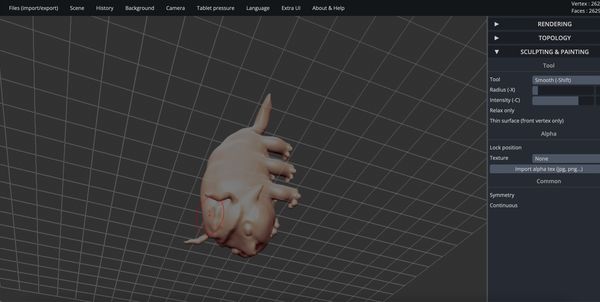 Files (import/export) Scene History Background Camera Tablet pressure Language Extra UI About & Help
Vertex : 262
Faces : 2629
RENDERING
TOPOLOGY
SCULPTING & PAINTING
Tool
Tool Smooth (-Shift)
Radius (-X)
Intensity (-C)
Relax only
Thin surface (front vertex only)
Alpha
Lock position
Texture None
Import alpha tex (jpg, png...)
Common
Symmetry
Continuous